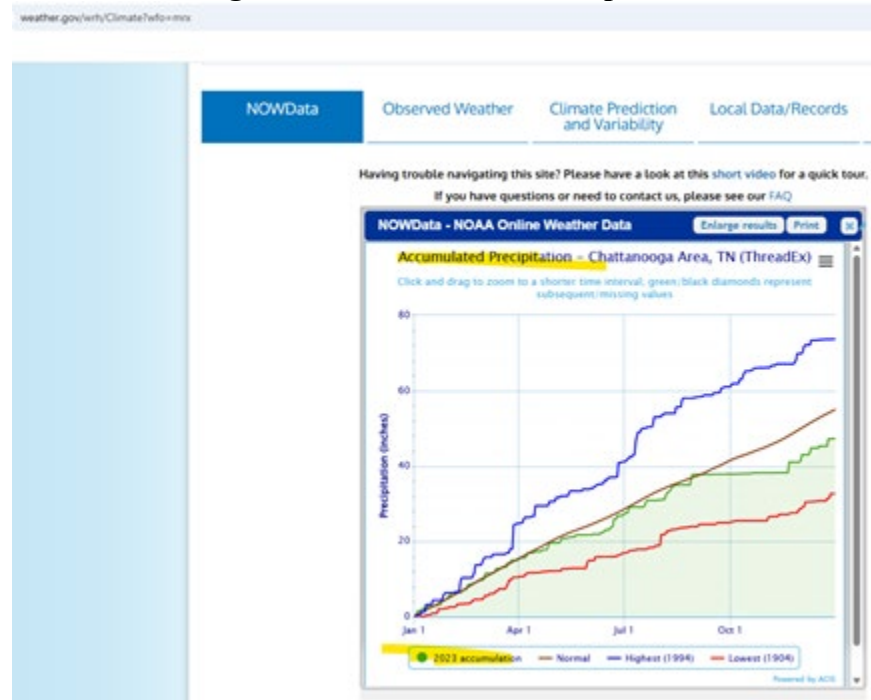 weather.gov/wrh/Climate?wfo=mrx
NOWData
Observed Weather
Climate Prediction
and Variability
Local Data/Records
Having trouble navigating this site? Please have a look at this short video for a quick tour.
If you have questions or need to contact us, please see our FAQ
NOWData - NOAA Online Weather Data
Enlarge results
Print
Accumulated Precipitation – Chattanooga Area, TN (ThreadEx)
Click and drag to zoom to a shorter time interval, green/black diamonds represent
subsequent/missing values
Precipitation (inches)
80
60
40
20
0
Jan 1
Apr 1
Jul 1
Oct 1
2023 accumulation
Normal
Highest (1994)
Lowest (1904)
Powered by ACIS